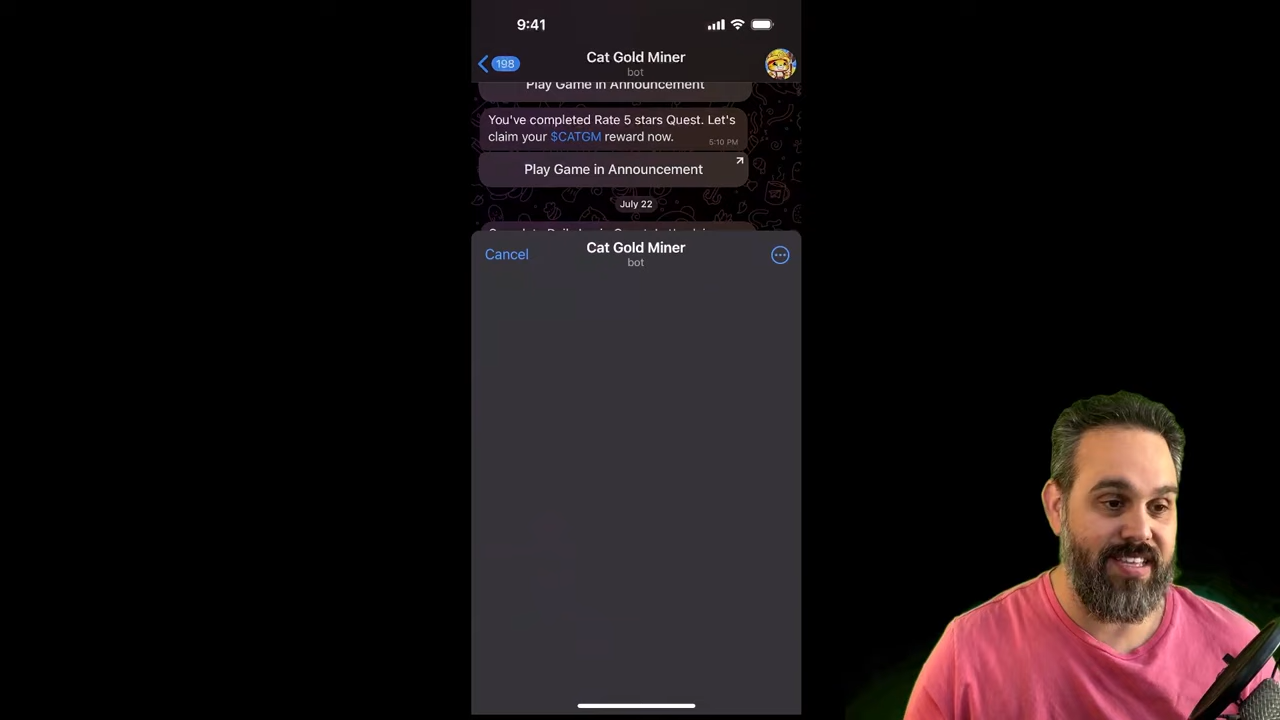 9:41
198
Cat Gold Miner
bot
Play Game in Announcement
You've completed Rate 5 stars Quest. Let's
claim your $CATGM reward now.
5:10 PM
Play Game in Announcement
July 22
Cancel
Cat Gold Miner
bot